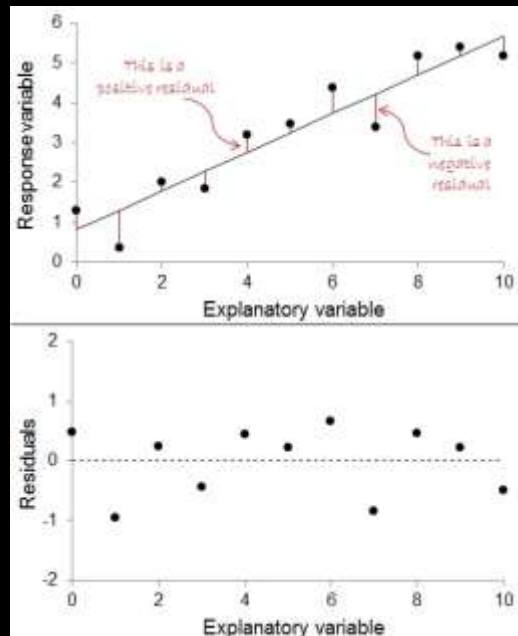 6
5
4
3
2
1
0
Response variable
This is a
positive residual
This is a
negative
residual
0 2 4 6 8 10
Explanatory variable
2
1
0
-1
-2
Residuals
0 2 4 6 8 10
Explanatory variable